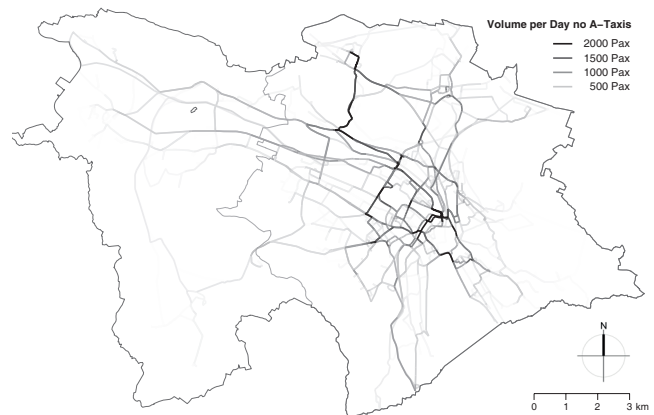 Volume per Day no A−Taxis
2000 Pax
1500 Pax
1000 Pax
500 Pax
N
0 1 2 3 km